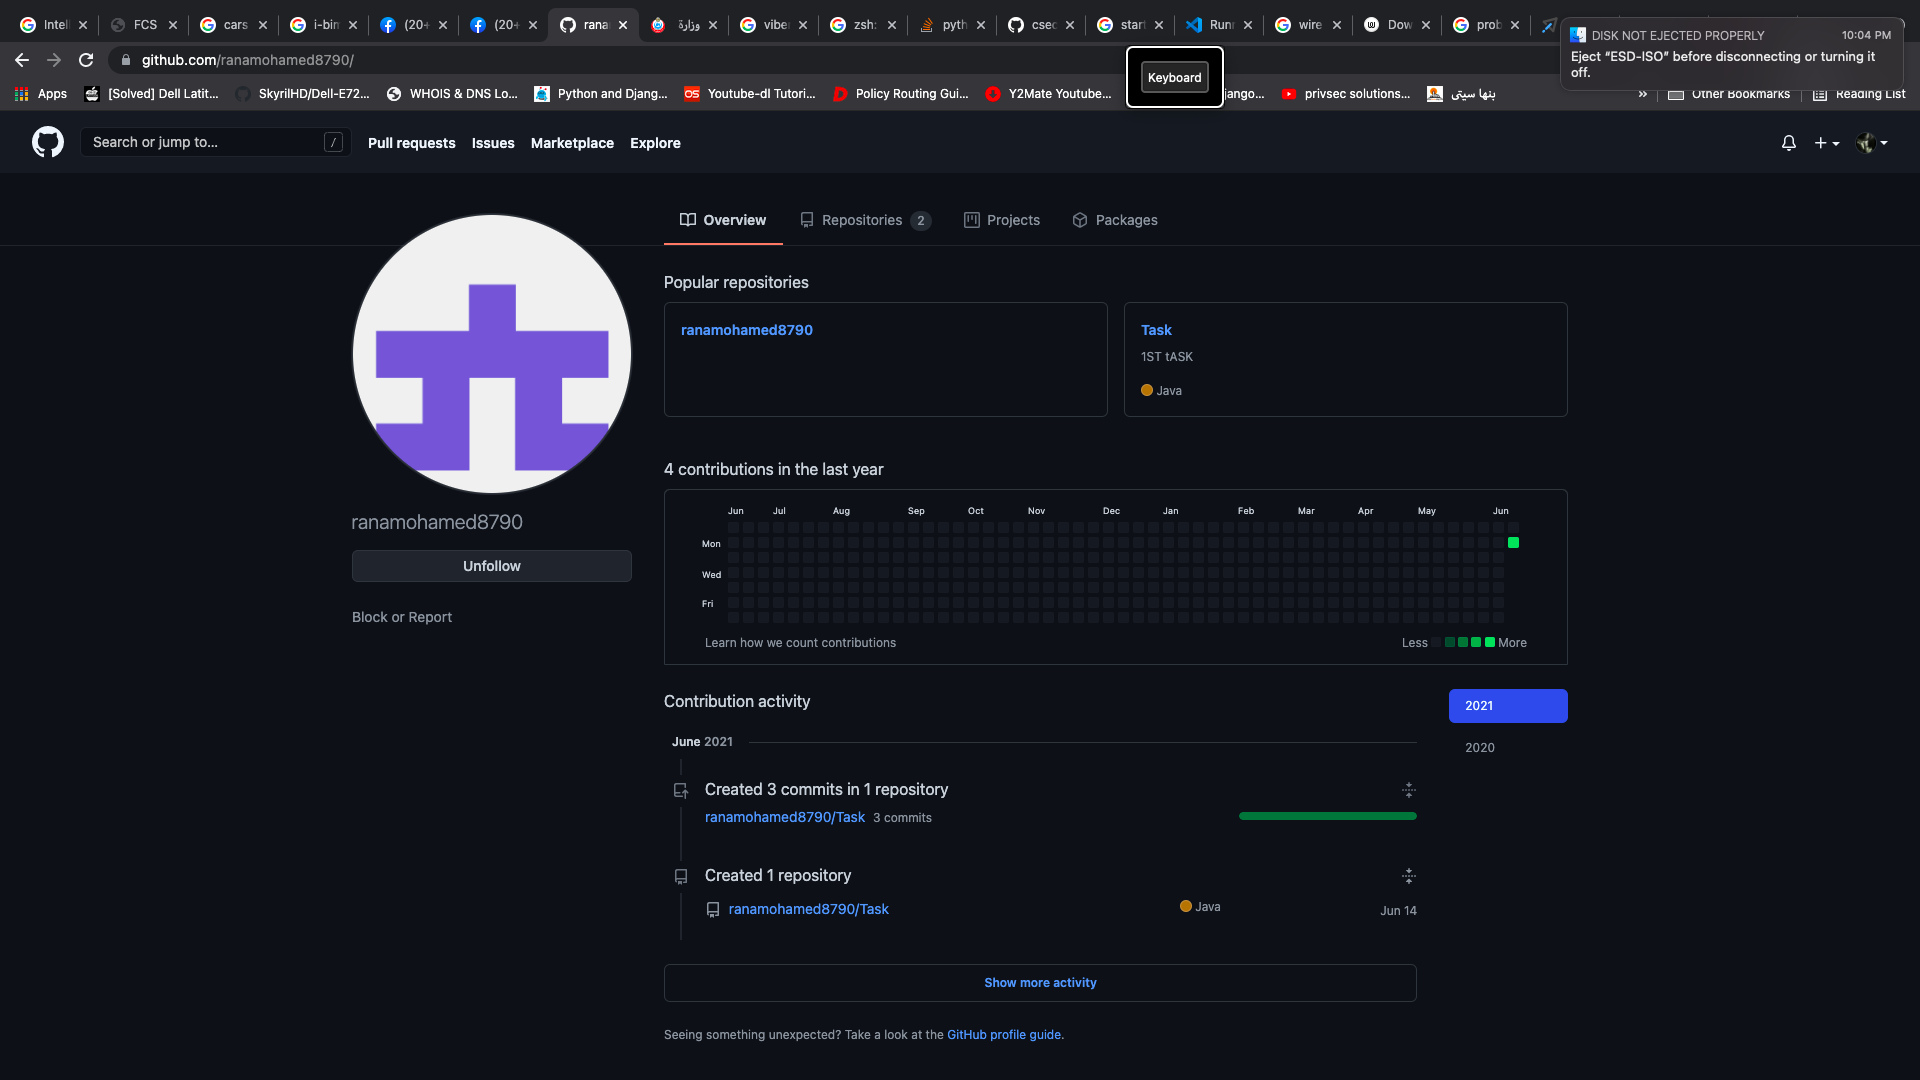 Intell
FCS
cars
i-bim
(20+
(20+
rana
وزارة
viber
zsh:
pyth
csec
start
Runn
wire
Dow
prob
github.com/ranamohamed8790/
DISK NOT EJECTED PROPERLY
10:04 PM
Eject “ESD-ISO” before disconnecting or turning it
off.
Keyboard
Apps
[Solved] Dell Latit...
SkyrilHD/Dell-E72...
WHOIS & DNS Lo...
Python and Djang...
Youtube-dl Tutori...
Policy Routing Gui...
Y2Mate Youtube...
jango...
privsec solutions...
بنها سيتى
»
Other Bookmarks
Reading List
Search or jump to...
/
Pull requests
Issues
Marketplace
Explore
Overview
Repositories 2
Projects
Packages
Popular repositories
ranamohamed8790
Task
1ST tASK
Java
4 contributions in the last year
Jun Jul Aug Sep Oct Nov Dec Jan Feb Mar Apr May Jun
Mon
Wed
Fri
Learn how we count contributions
Less More
ranamohamed8790
Unfollow
Block or Report
Contribution activity
2021
2020
June 2021
Created 3 commits in 1 repository
ranamohamed8790/Task 3 commits
Created 1 repository
ranamohamed8790/Task
Java
Jun 14
Show more activity
Seeing something unexpected? Take a look at the GitHub profile guide.